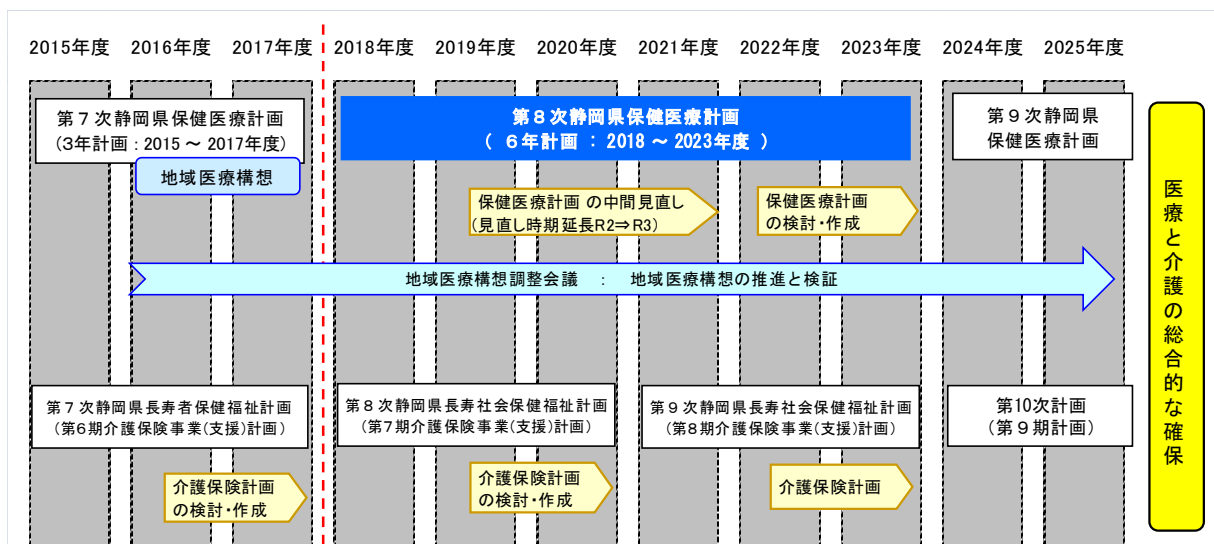 2015年度 2016年度 2017年度 2018年度 2019年度 2020年度 2021年度 2022年度 2023年度 2024年度 2025年度
第7次静岡県保健医療計画
(3年計画:2015 ~ 2017年度)
地域医療構想
第8次静岡県保健医療計画
( 6年計画 : 2018 ~ 2023年度 )
第9次静岡県
保健医療計画
保健医療計画 の中間見直し
(見直し時期延長R2⇒R3)
保健医療計画
の検討・作成
地域医療構想調整会議 : 地域医療構想の推進と検証
第7次静岡県長寿者保健福祉計画
(第6期介護保険事業(支援)計画)
第8次静岡県長寿社会保健福祉計画
(第7期介護保険事業(支援)計画)
第9次静岡県長寿社会保健福祉計画
(第8期介護保険事業(支援)計画)
第10次計画
(第9期計画)
介護保険計画
の検討・作成
介護保険計画
の検討・作成
介護保険計画
医療と介護の総合的な確保